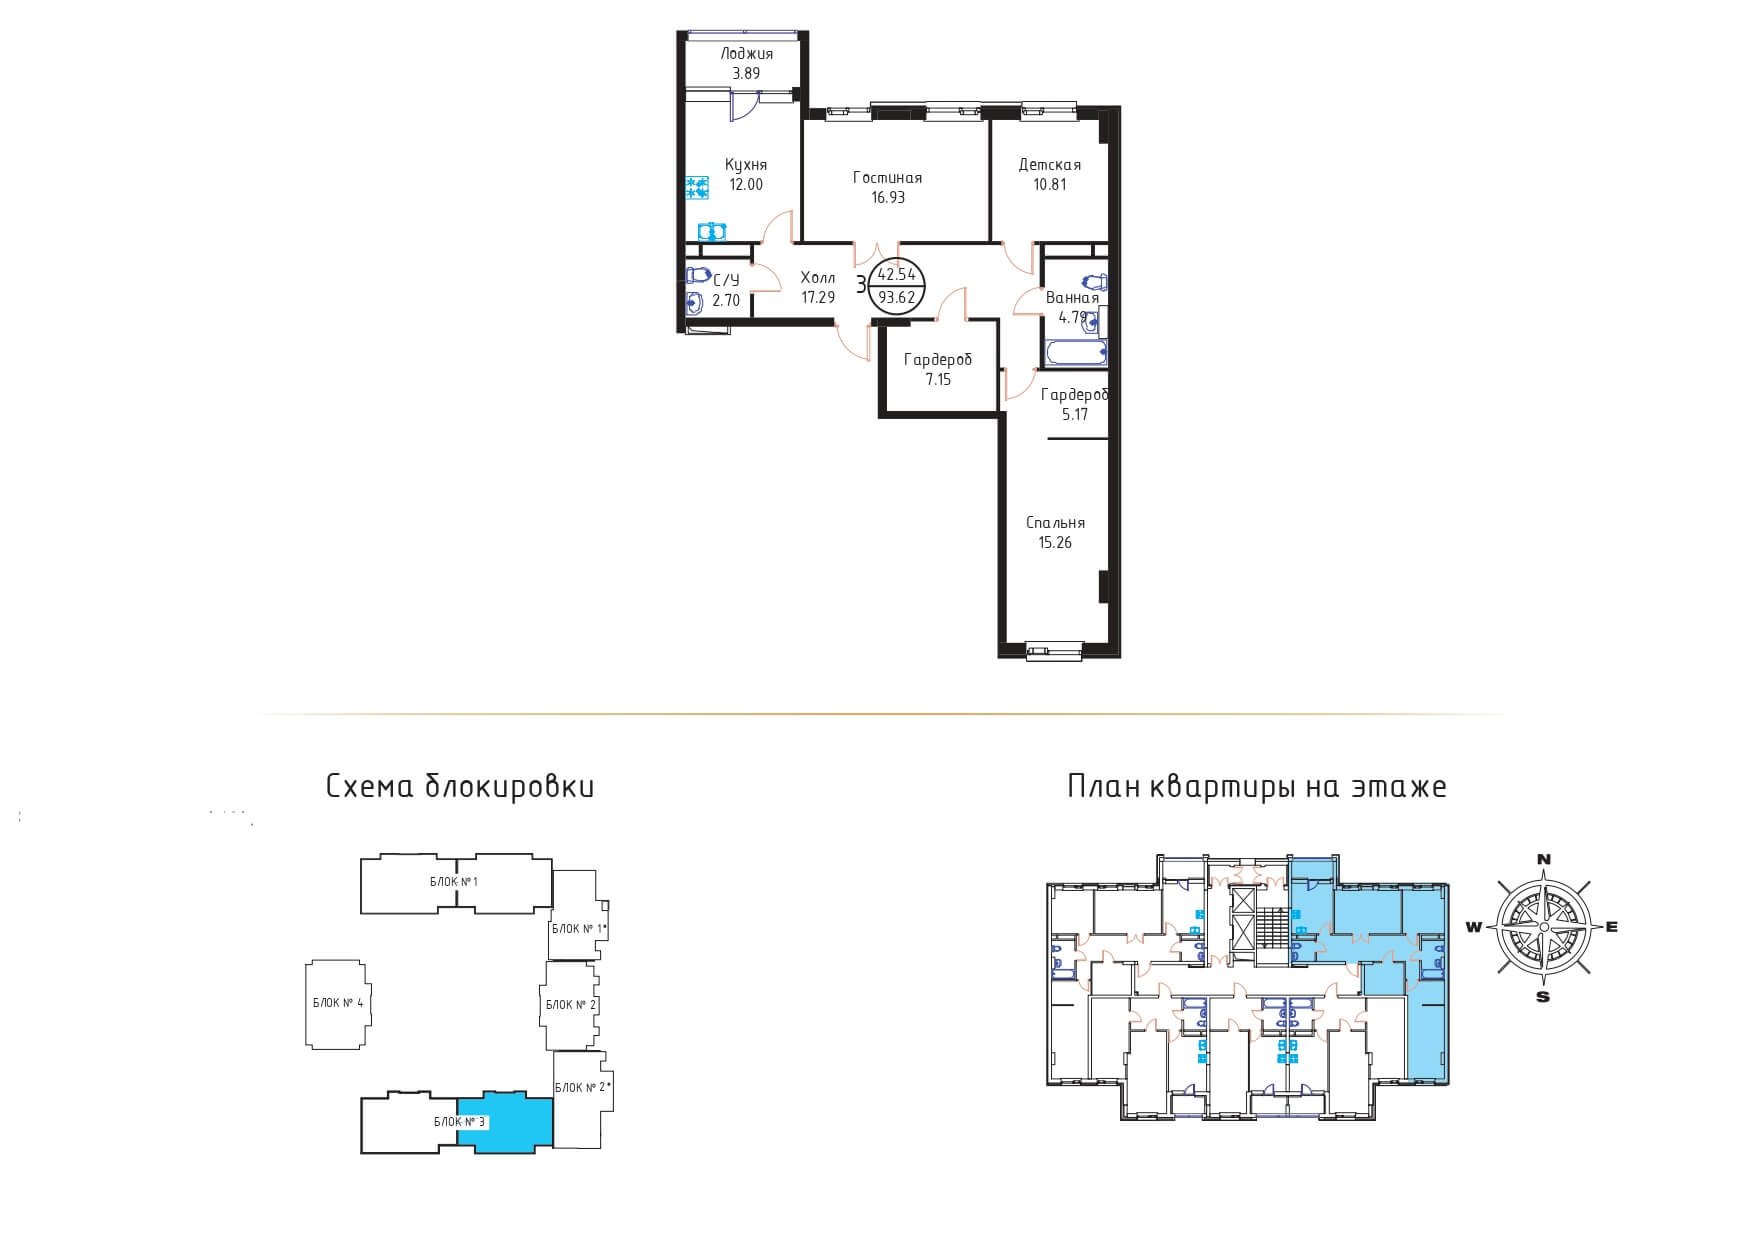 Лоджия
3.89
Кухня
12.00
Гостиная
16.93
Детская
10.81
С/У
2.70
Холл
17.29
3
42.54
93.62
Ванная
4.79
Гардероб
7.15
Гардероб
5.17
Спальня
15.26
Схема блокировки
План квартиры на этаже
БЛОК № 1
БЛОК № 1*
БЛОК № 4
БЛОК № 2
БЛОК № 2*
БЛОК № 3
N
W
E
S